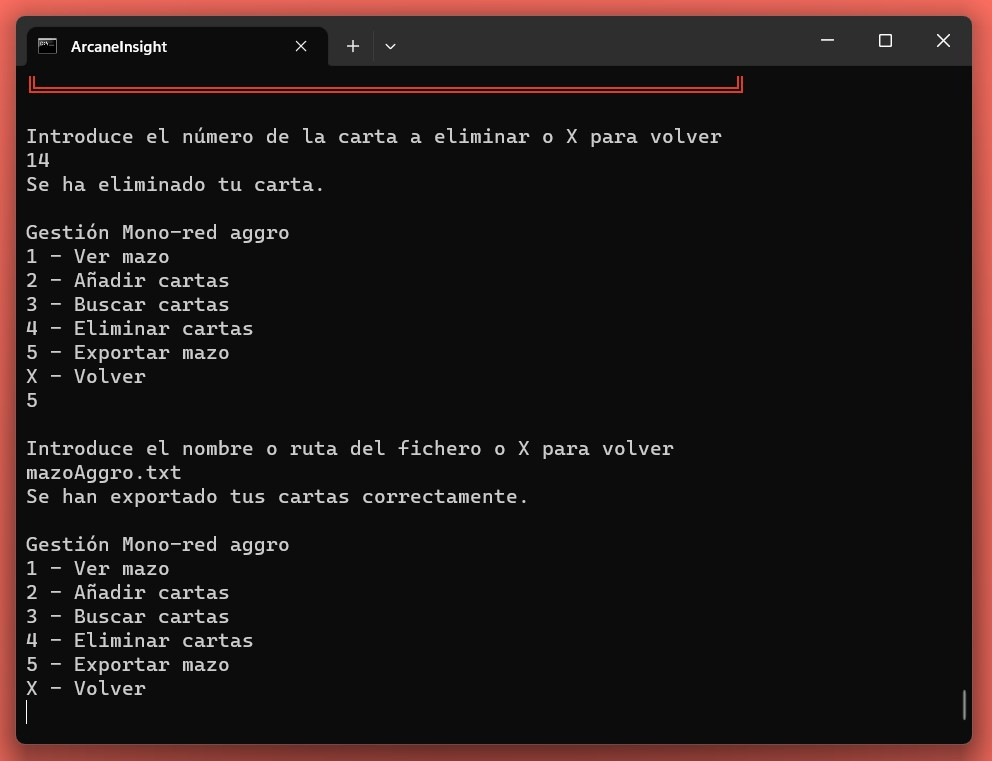 ArcaneInsight
Introduce el número de la carta a eliminar o X para volver
14
Se ha eliminado tu carta.
Gestión Mono-red aggro
1 - Ver mazo
2 - Añadir cartas
3 - Buscar cartas
4 - Eliminar cartas
5 - Exportar mazo
X - Volver
5
Introduce el nombre o ruta del fichero o X para volver
mazoAggro.txt
Se han exportado tus cartas correctamente.
Gestión Mono-red aggro
1 - Ver mazo
2 - Añadir cartas
3 - Buscar cartas
4 - Eliminar cartas
5 - Exportar mazo
X - Volver